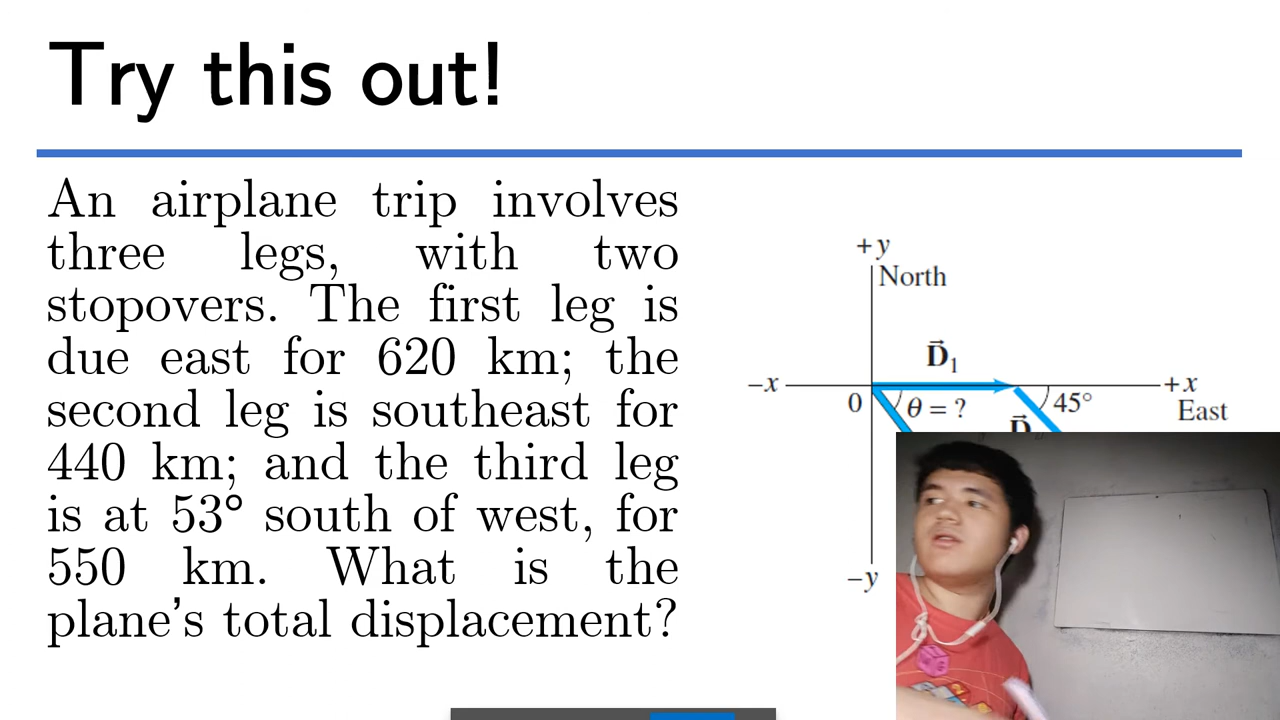 Try this out!
An airplane trip involves
three legs, with two
stopovers. The first leg is
due east for 620 km; the
second leg is southeast for
440 km; and the third leg
is at 53° south of west, for
550 km. What is the
plane's total displacement?
+y
North
D⃗₁
−x
+x
0
θ = ?
45°
East
−y